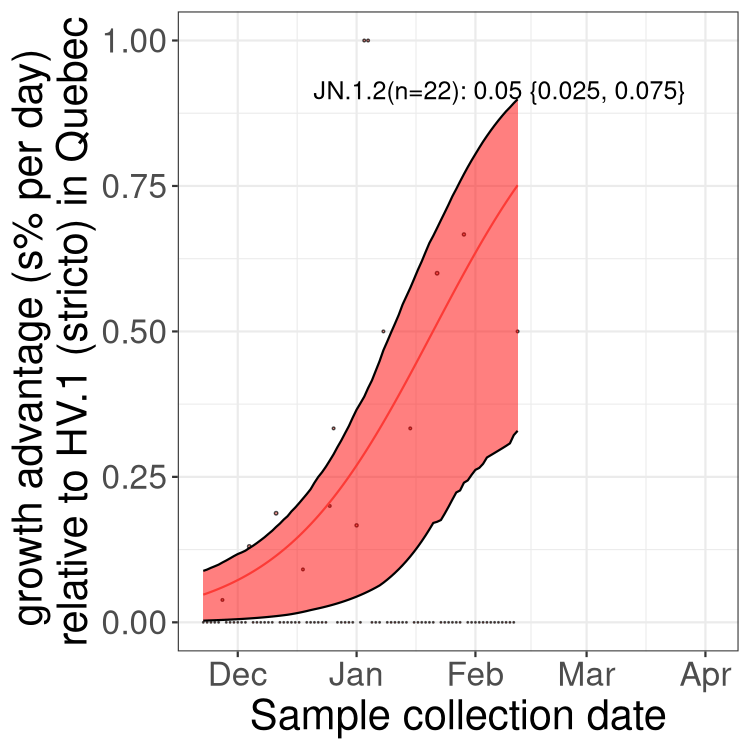 growth advantage (s% per day)
relative to HV.1 (stricto) in Quebec
1.00
0.75
0.50
0.25
0.00
JN.1.2(n=22): 0.05 {0.025, 0.075}
Dec Jan Feb Mar Apr
Sample collection date